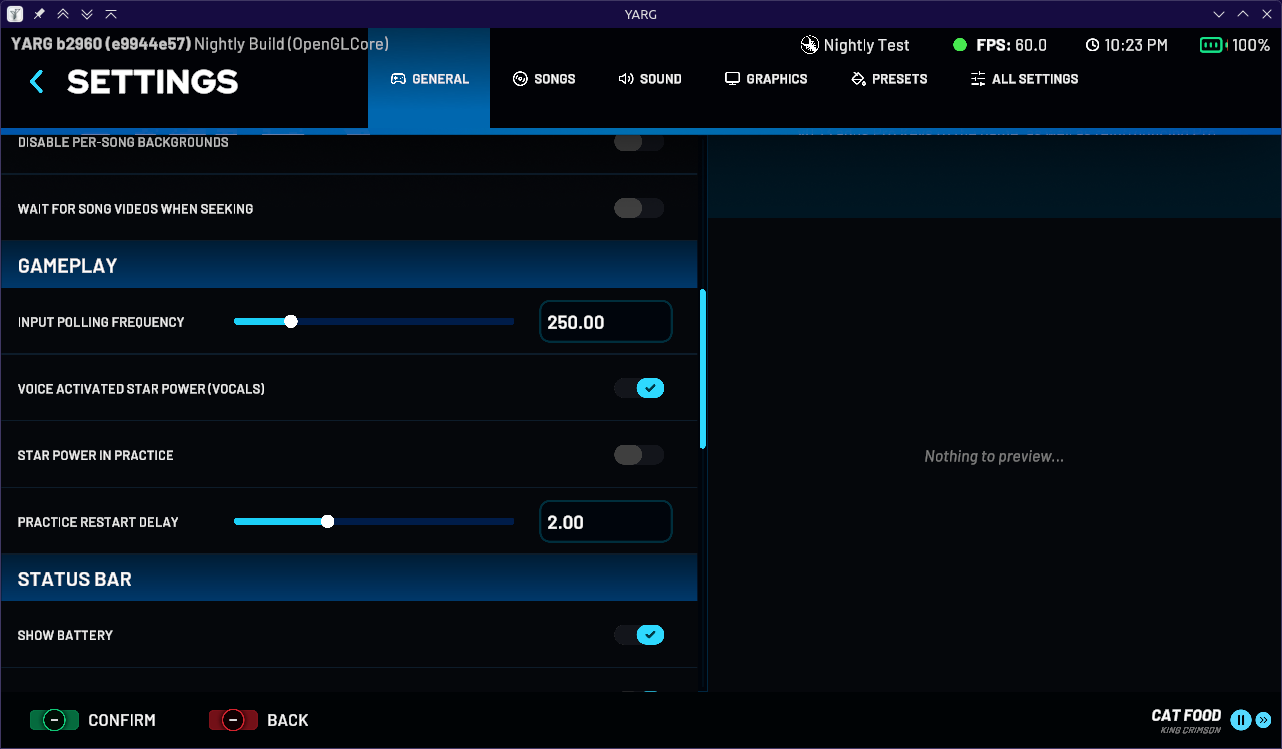 YARG
YARG b2960 (e9944e57) Nightly Build (OpenGLCore)
Nightly Test
FPS: 60.0
10:23 PM
100%
SETTINGS
GENERAL
SONGS
SOUND
GRAPHICS
PRESETS
ALL SETTINGS
DISABLE PER-SONG BACKGROUNDS
WAIT FOR SONG VIDEOS WHEN SEEKING
GAMEPLAY
INPUT POLLING FREQUENCY
250.00
VOICE ACTIVATED STAR POWER (VOCALS)
STAR POWER IN PRACTICE
PRACTICE RESTART DELAY
2.00
STATUS BAR
SHOW BATTERY
Nothing to preview...
CONFIRM
BACK
CAT FOOD
KING CRIMSON